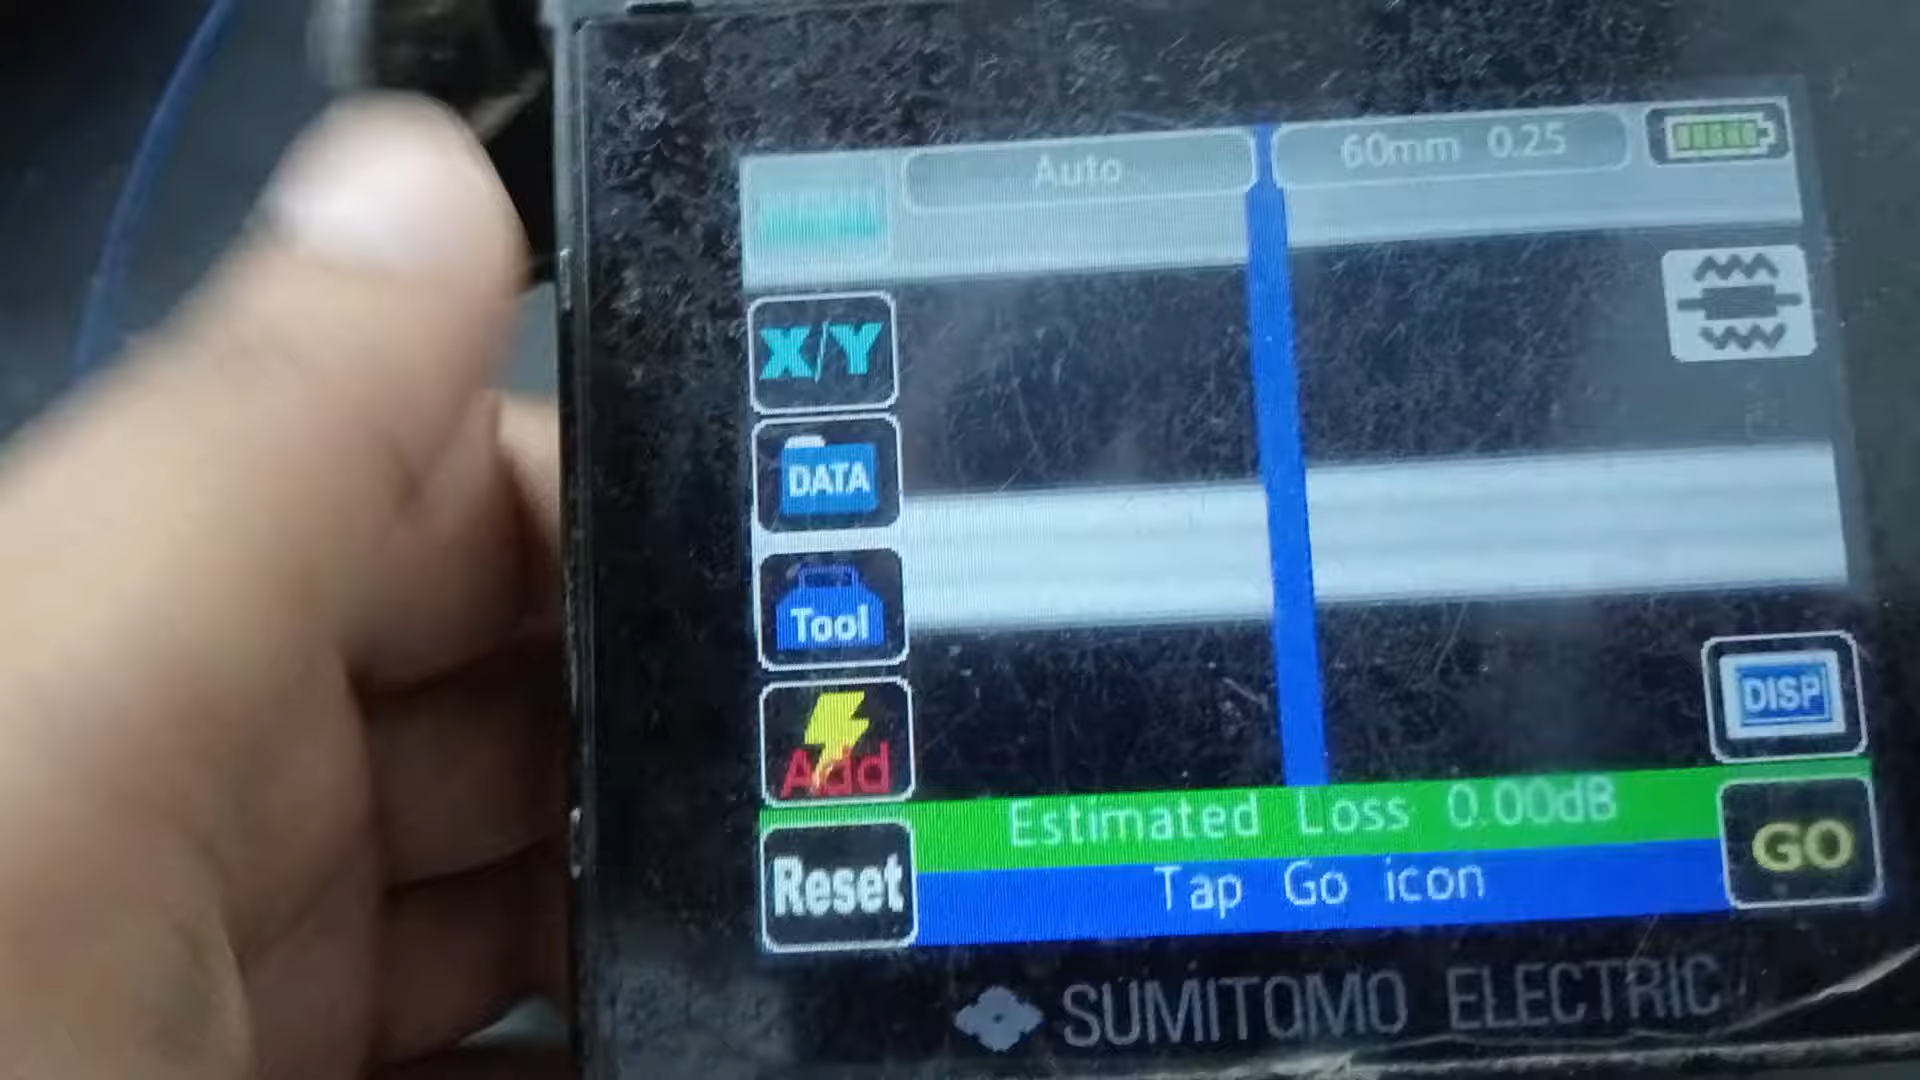 Auto
60mm 0.25
X/Y
DATA
Tool
Add
DISP
Estimated Loss 0.00dB
GO
Reset
Tap Go icon
SUMITOMO ELECTRIC